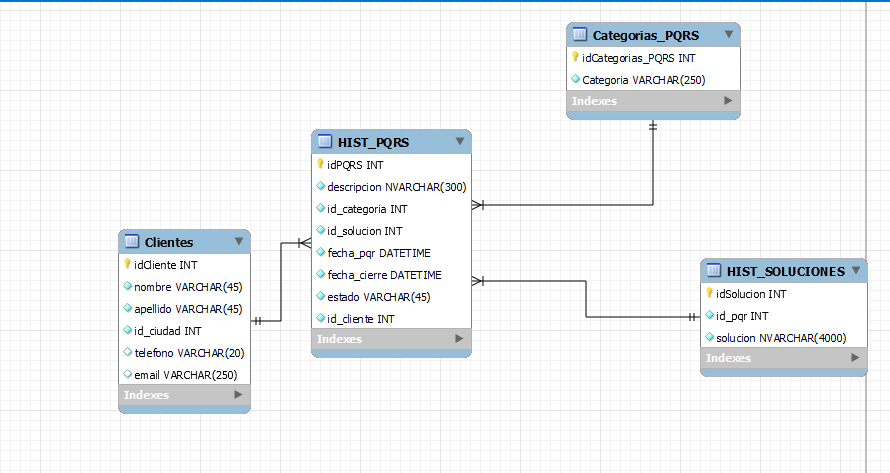 Categorias_PQRS
idCategorias_PQRS INT
Categoria VARCHAR(250)
Indexes
HIST_PQRS
idPQRS INT
descripcion NVARCHAR(300)
id_categoria INT
id_solucion INT
fecha_pqr DATETIME
fecha_cierre DATETIME
estado VARCHAR(45)
id_cliente INT
Indexes
Clientes
idCliente INT
nombre VARCHAR(45)
apellido VARCHAR(45)
id_ciudad INT
telefono VARCHAR(20)
email VARCHAR(250)
Indexes
HIST_SOLUCIONES
idSolucion INT
id_pqr INT
solucion NVARCHAR(4000)
Indexes